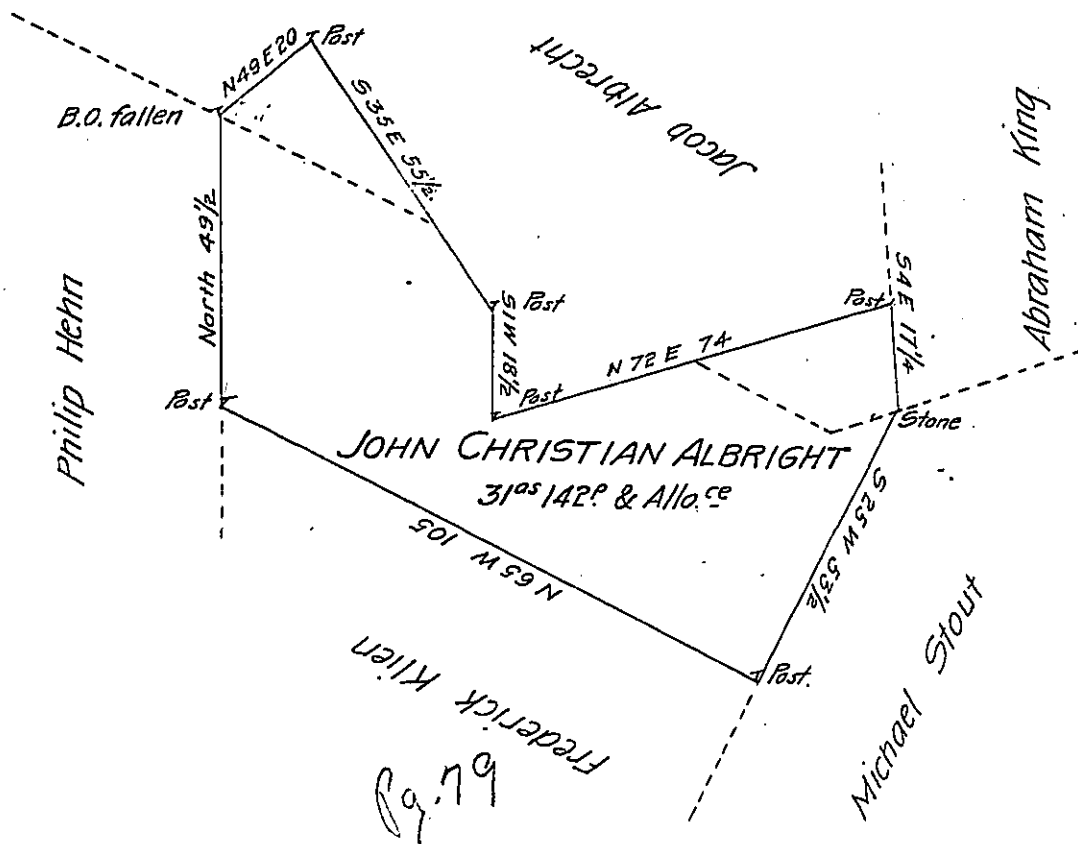 N49E20
Post
B.O. fallen
S 35 E 55½.
Jacob Albrecht
Abraham King
North 49½
Philip Hehn
Post
S1W 18½
Post
N 72 E 74
Post
S4E 17¼
Post
Stone
JOHN CHRISTIAN ALBRIGHT
31as 142P & Allo.ce
N 65 W 105
S 25 W 53½
Post.
Frederick Klien
Michael Stout
Pg. 79